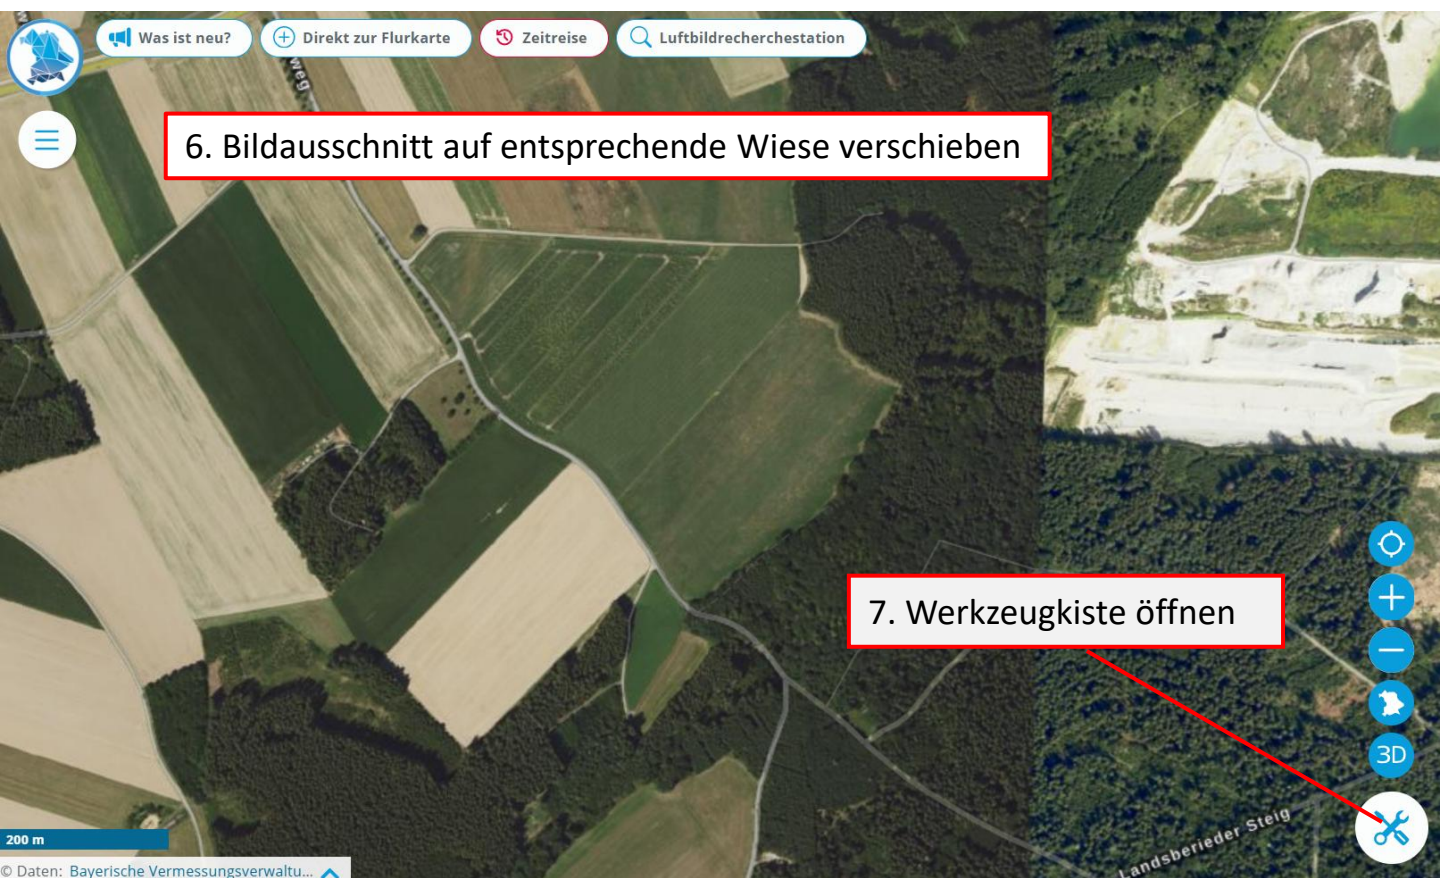 Was ist neu?
Direkt zur Flurkarte
Zeitreise
Luftbildrecherchestation
weg
6. Bildausschnitt auf entsprechende Wiese verschieben
7. Werkzeugkiste öffnen
3D
Landsberieder Steig
200 m
© Daten: Bayerische Vermessungsverwaltu...